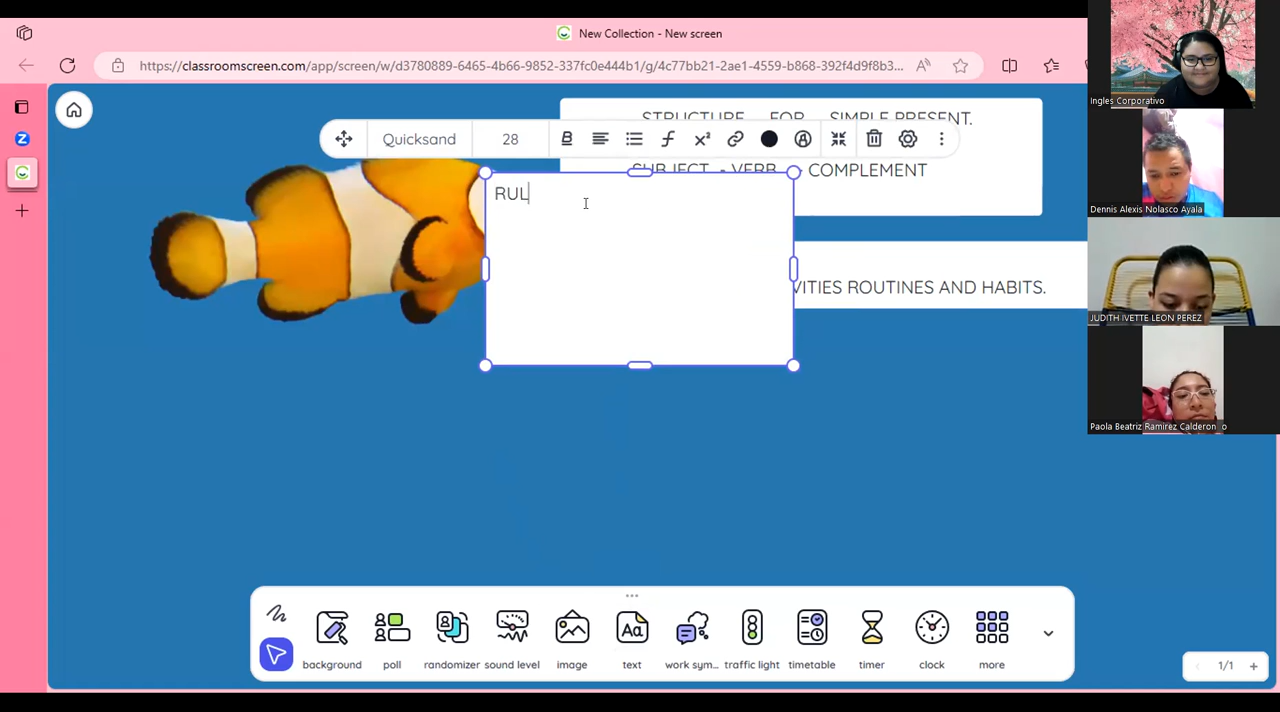 New Collection - New screen
https://classroomscreen.com/app/screen/w/d3780889-6465-4bb6-9852-337fc0e444b1/g/4c77bb21-2ae1-4559-b868-392f4d9f8b3...
Ingles Corporativo
STRUCTURE FOR SIMPLE PRESENT.
Quicksand 28
SUBJECT - VERB - COMPLEMENT
RUL
VITIES ROUTINES AND HABITS.
Dennis Alexis Nolasco Ayala
JUDITH IVETTE LEON PEREZ
Paola Beatriz Ramirez Calderon o
background poll randomizer sound level image text work sym... traffic light timetable timer clock more
1/1